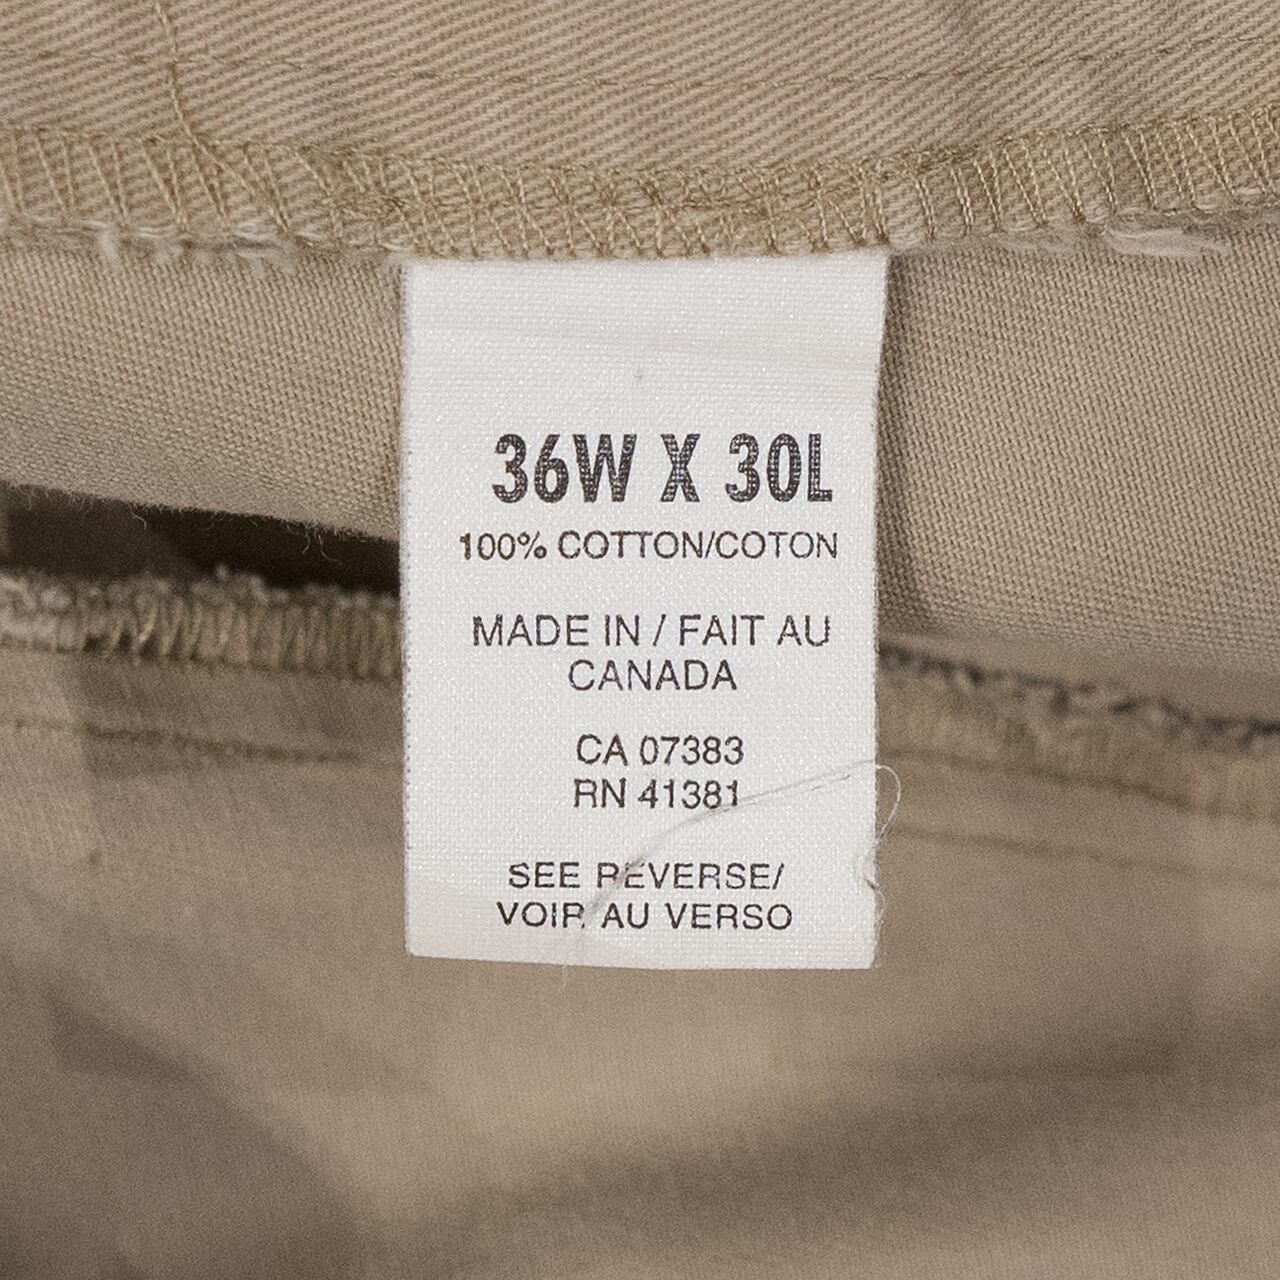 36W X 30L
100% COTTON/COTON
MADE IN / FAIT AU
CANADA
CA 07383
RN 41381
SEE REVERSE/
VOIR AU VERSO